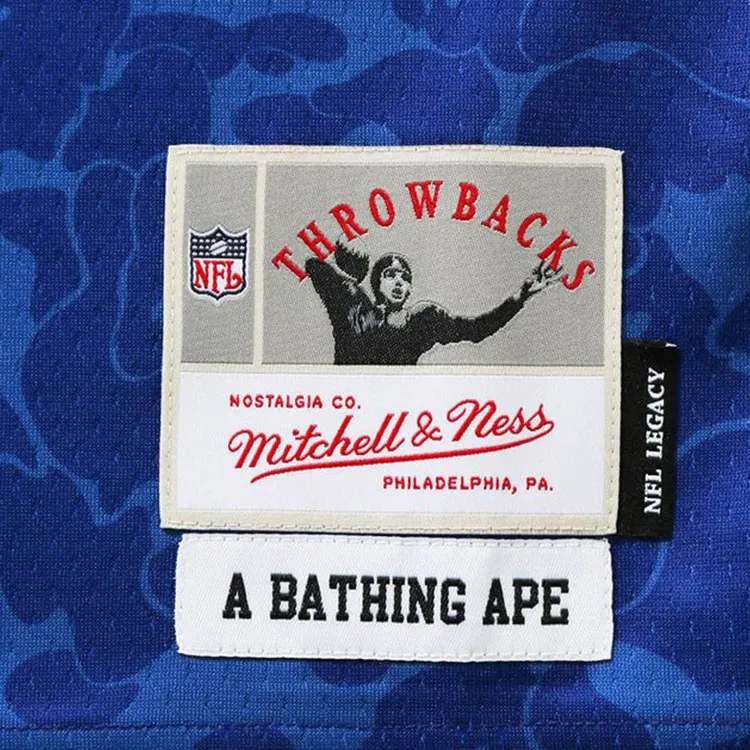 THROWBACKS
NFL
NOSTALGIA CO.
Mitchell & Ness
PHILADELPHIA, PA.
NFL LEGACY
A BATHING APE